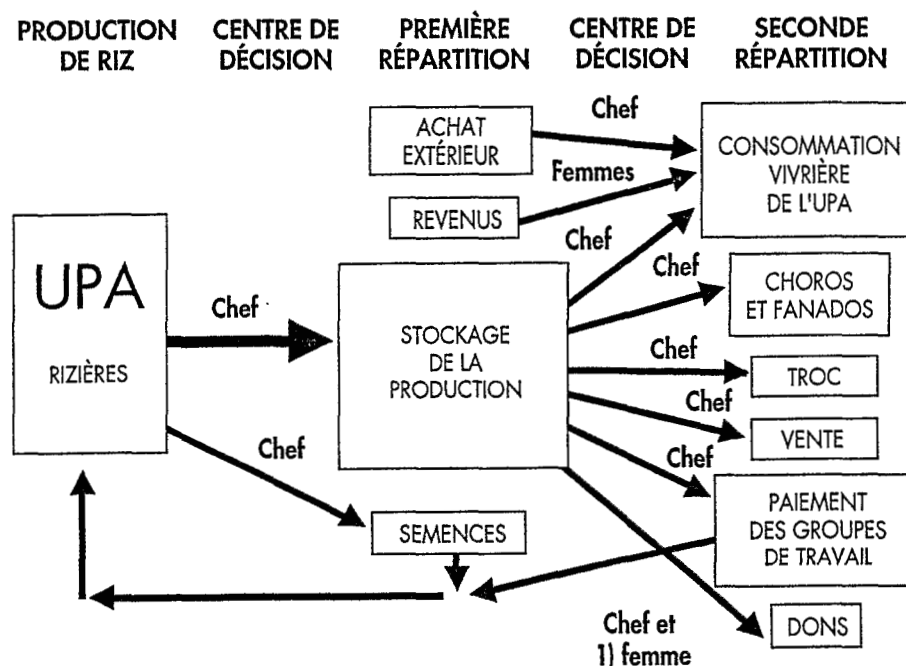 PRODUCTION
DE RIZ
CENTRE DE
DÉCISION
PREMIÈRE
RÉPARTITION
CENTRE DE
DÉCISION
SECONDE
RÉPARTITION
ACHAT
EXTÉRIEUR
Chef
CONSOMMATION
VIVRIÈRE
DE L'UPA
REVENUS
Femmes
UPA
RIZIÈRES
Chef
STOCKAGE
DE LA
PRODUCTION
Chef
Chef
CHOROS
ET FANADOS
Chef
TROC
Chef
VENTE
Chef
SEMENCES
Chef
PAIEMENT
DES GROUPES
DE TRAVAIL
Chef et
1) femme
DONS